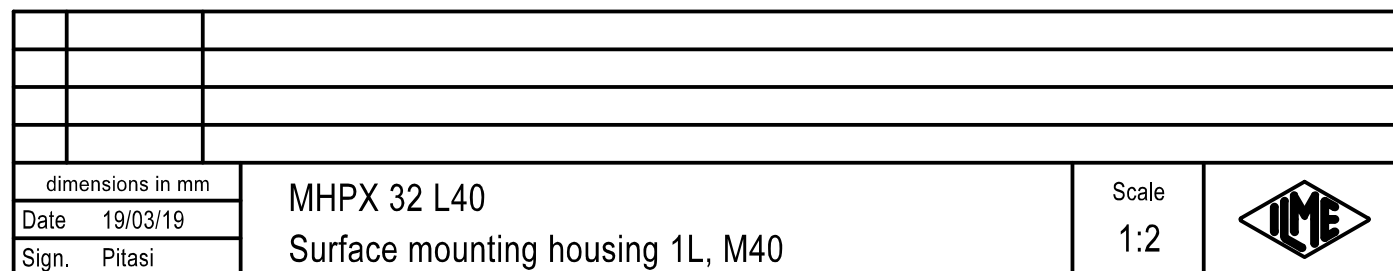 dimensions in mm
Date 19/03/19
Sign. Pitasi
MHPX 32 L40
Surface mounting housing 1L, M40
Scale
1:2
ILME